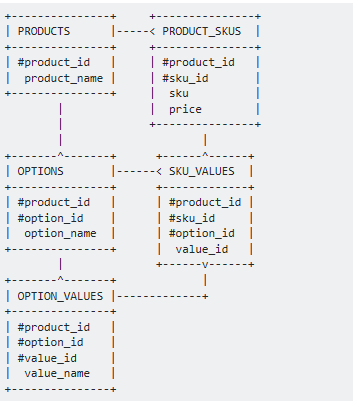 PRODUCTS PRODUCT_SKUS
#product_id #product_id
product_name #sku_id
sku
price
OPTIONS SKU_VALUES
#product_id #product_id
#option_id #sku_id
option_name #option_id
value_id
OPTION_VALUES
#product_id
#option_id
#value_id
value_name